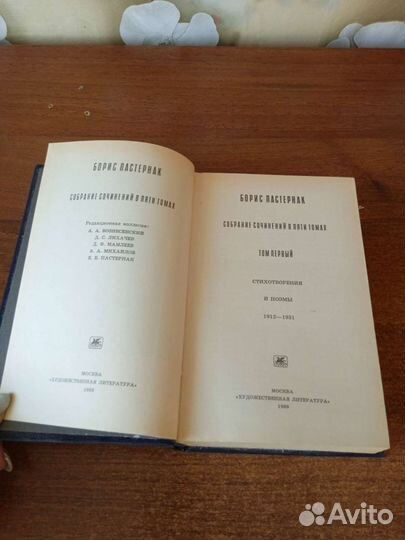 БОРИС ПАСТЕРНАК
СОБРАНИЕ СОЧИНЕНИЙ В ПЯТИ ТОМАХ
Редакционная коллегия:
А. А. ВОЗНЕСЕНСКИЙ
Д. С. ЛИХАЧЕВ
Д. Ф. МАМЛЕЕВ
А. А. МИХАЙЛОВ
Е. Б. ПАСТЕРНАК
МОСКВА
«ХУДОЖЕСТВЕННАЯ ЛИТЕРАТУРА»
1989
БОРИС ПАСТЕРНАК
СОБРАНИЕ СОЧИНЕНИЙ В ПЯТИ ТОМАХ
ТОМ ПЕРВЫЙ
СТИХОТВОРЕНИЯ
И ПОЭМЫ
1912—1931
МОСКВА
«ХУДОЖЕСТВЕННАЯ ЛИТЕРАТУРА»
1989
Avito